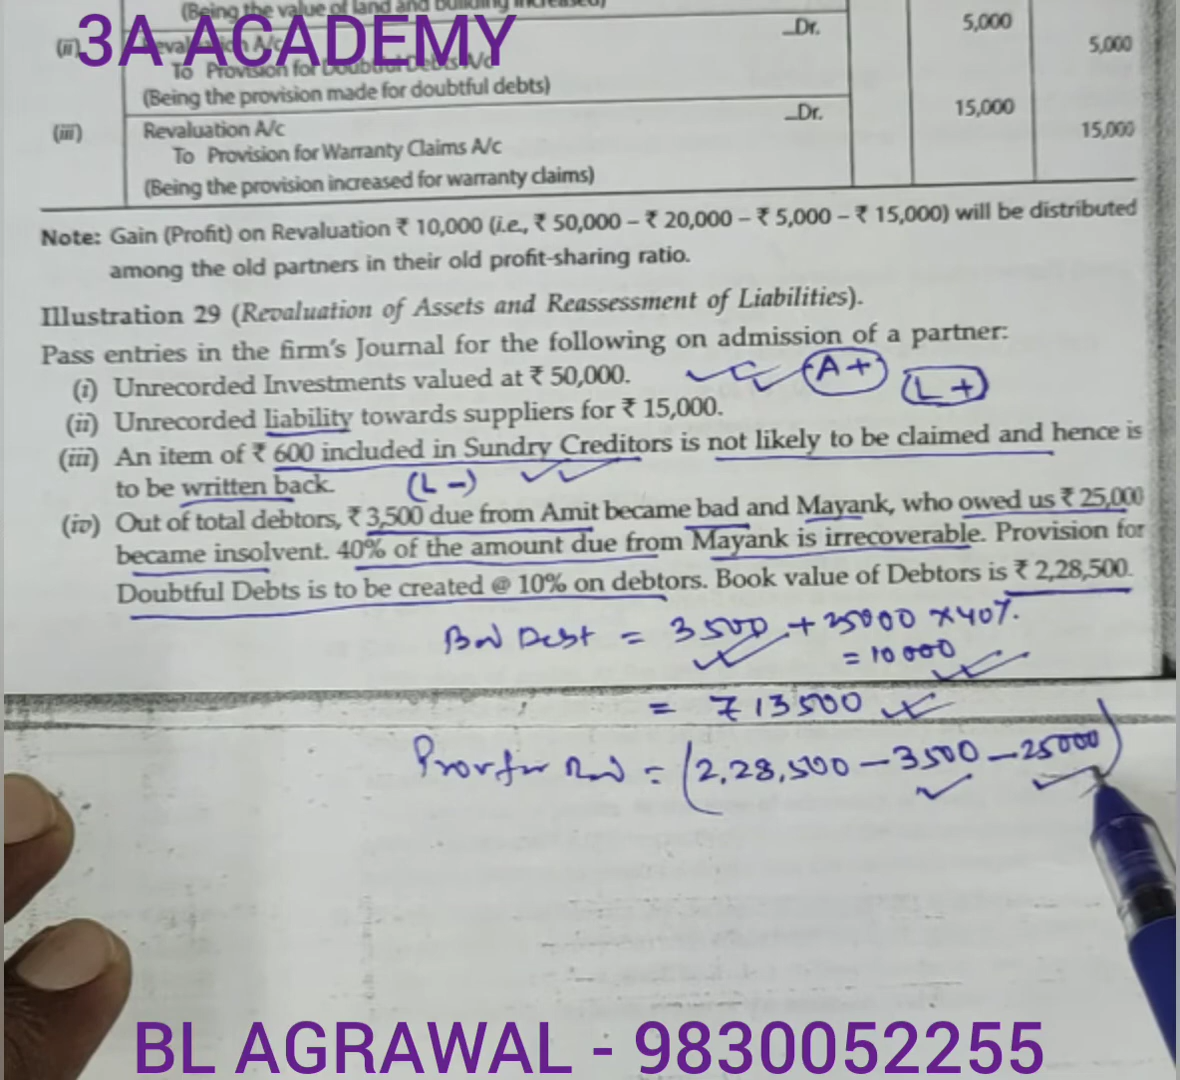 (Being the value of land and building increased)
3A ACADEMY
(ii) Revaluation A/c ...Dr. 5,000
To Provision for Doubtful Debts A/c 5,000
(Being the provision made for doubtful debts)
(iii) Revaluation A/c ...Dr. 15,000
To Provision for Warranty Claims A/c 15,000
(Being the provision increased for warranty claims)
Note: Gain (Profit) on Revaluation ₹ 10,000 (i.e., ₹ 50,000 – ₹ 20,000 – ₹ 5,000 – ₹ 15,000) will be distributed
among the old partners in their old profit-sharing ratio.
Illustration 29 (Revaluation of Assets and Reassessment of Liabilities).
Pass entries in the firm's Journal for the following on admission of a partner:
(i) Unrecorded Investments valued at ₹ 50,000. A+ L+
(ii) Unrecorded liability towards suppliers for ₹ 15,000.
(iii) An item of ₹ 600 included in Sundry Creditors is not likely to be claimed and hence is
to be written back. (L -)
(iv) Out of total debtors, ₹ 3,500 due from Amit became bad and Mayank, who owed us ₹ 25,000
became insolvent. 40% of the amount due from Mayank is irrecoverable. Provision for
Doubtful Debts is to be created @ 10% on debtors. Book value of Debtors is ₹ 2,28,500.
Bad Debt = 3500 + 25000 x 40%.
= 10000
= ₹ 13500
= (2,28,500 – 3500 – 25000)
BL AGRAWAL - 9830052255